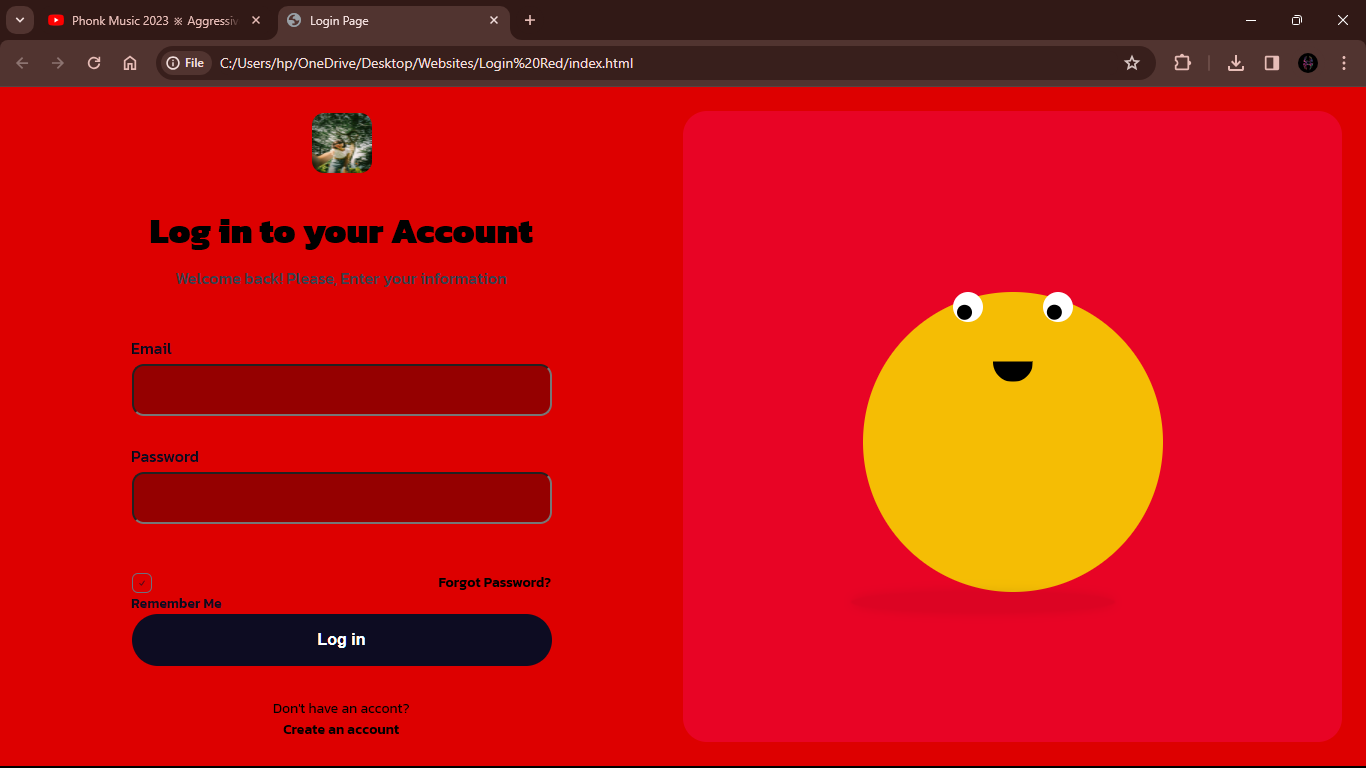 Phonk Music 2023 ※ Aggressiv
Login Page
File
C:/Users/hp/OneDrive/Desktop/Websites/Login%20Red/index.html
Log in to your Account
Welcome back! Please, Enter your information
Email
Password
Forgot Password?
Remember Me
Log in
Don't have an accont?
Create an account